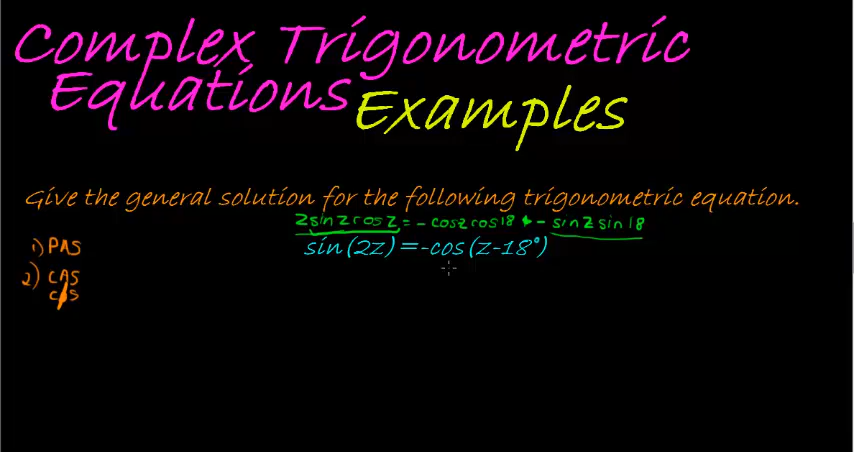 Complex Trigonometric
Equations Examples
Give the general solution for the following trigonometric equation.
2sinzcosz = - coszcos18 - sinzsin18
1) PAS
sin(2z)=-cos(z-18°)
2) CAS